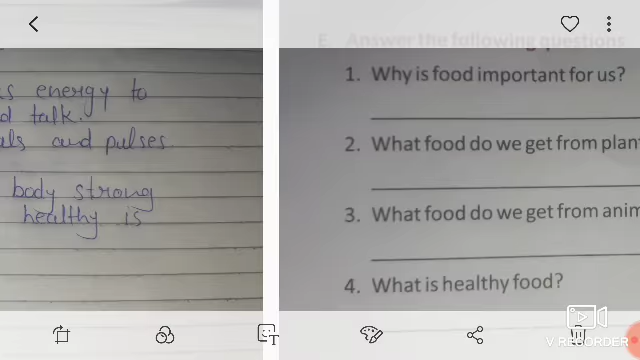 s energy to
d talk.
als and pulses
body strong
healthy is
E. Answer the following questions
1. Why is food important for us?
2. What food do we get from plant
3. What food do we get from anim
4. What is healthy food?
V RECORDER